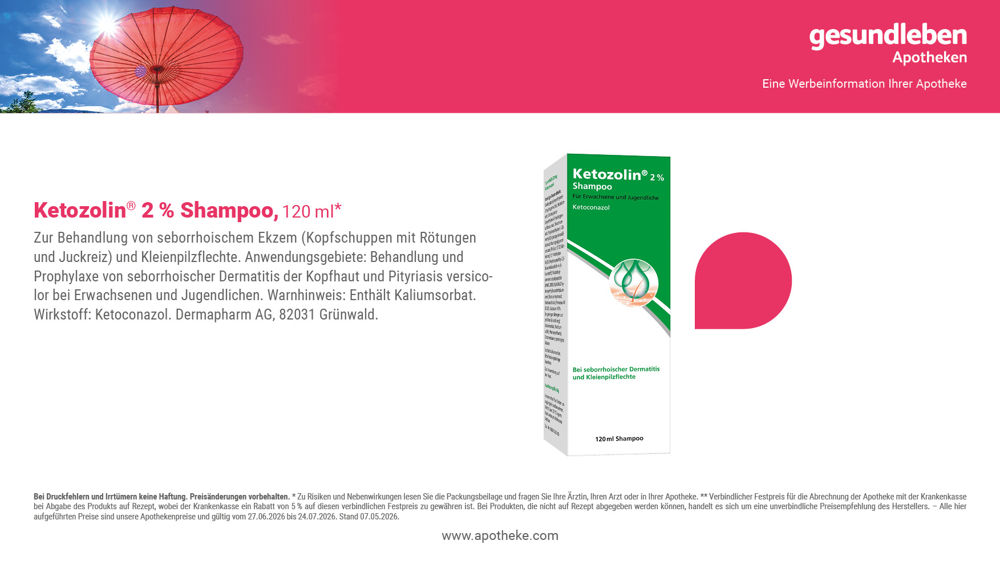 gesundleben
Apotheken
Eine Werbeinformation Ihrer Apotheke
Ketozolin® 2 % Shampoo, 120 ml*
Zur Behandlung von seborrhoischem Ekzem (Kopfschuppen mit Rötungen
und Juckreiz) und Kleienpilzflechte. Anwendungsgebiete: Behandlung und
Prophylaxe von seborrhoischer Dermatitis der Kopfhaut und Pityriasis versico-
lor bei Erwachsenen und Jugendlichen. Warnhinweis: Enthält Kaliumsorbat.
Wirkstoff: Ketoconazol. Dermapharm AG, 82031 Grünwald.
Ketozolin® 2 %
Shampoo
Für Erwachsene und Jugendliche
Ketoconazol
Bei seborrhoischer Dermatitis
und Kleienpilzflechte
120 ml Shampoo
Bei Druckfehlern und Irrtümern keine Haftung. Preisänderungen vorbehalten. * Zu Risiken und Nebenwirkungen lesen Sie die Packungsbeilage und fragen Sie Ihre Ärztin, Ihren Arzt oder in Ihrer Apotheke. ** Verbindlicher Festpreis für die Abrechnung der Apotheke mit der Krankenkasse
bei Abgabe des Produkts auf Rezept, wobei der Krankenkasse ein Rabatt von 5 % auf diesen verbindlichen Festpreis zu gewähren ist. Bei Produkten, die nicht auf Rezept abgegeben werden können, handelt es sich um eine unverbindliche Preisempfehlung des Herstellers. – Alle hier
aufgeführten Preise sind unsere Apothekenpreise und gültig vom 27.06.2026 bis 24.07.2026. Stand 07.05.2026.
www.apotheke.com